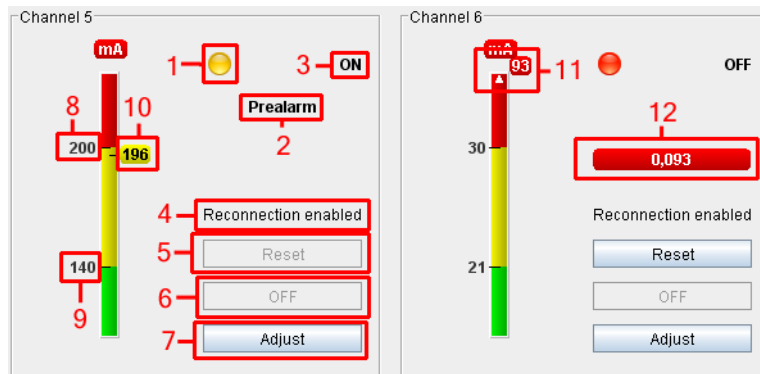 Channel 5
mA
1
3
ON
Prealarm
2
8
10
200
196
4
Reconnection enabled
5
Reset
140
9
6
OFF
7
Adjust
Channel 6
mA
93
11
OFF
12
30
0,093
Reconnection enabled
21
Reset
OFF
Adjust